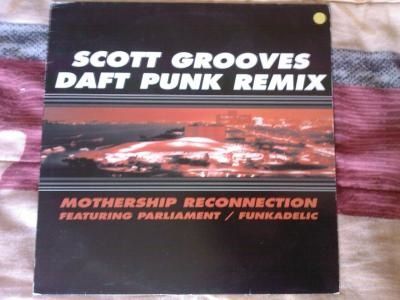 SCOTT GROOVES
DAFT PUNK REMIX
MOTHERSHIP RECONNECTION
FEATURING PARLIAMENT / FUNKADELIC